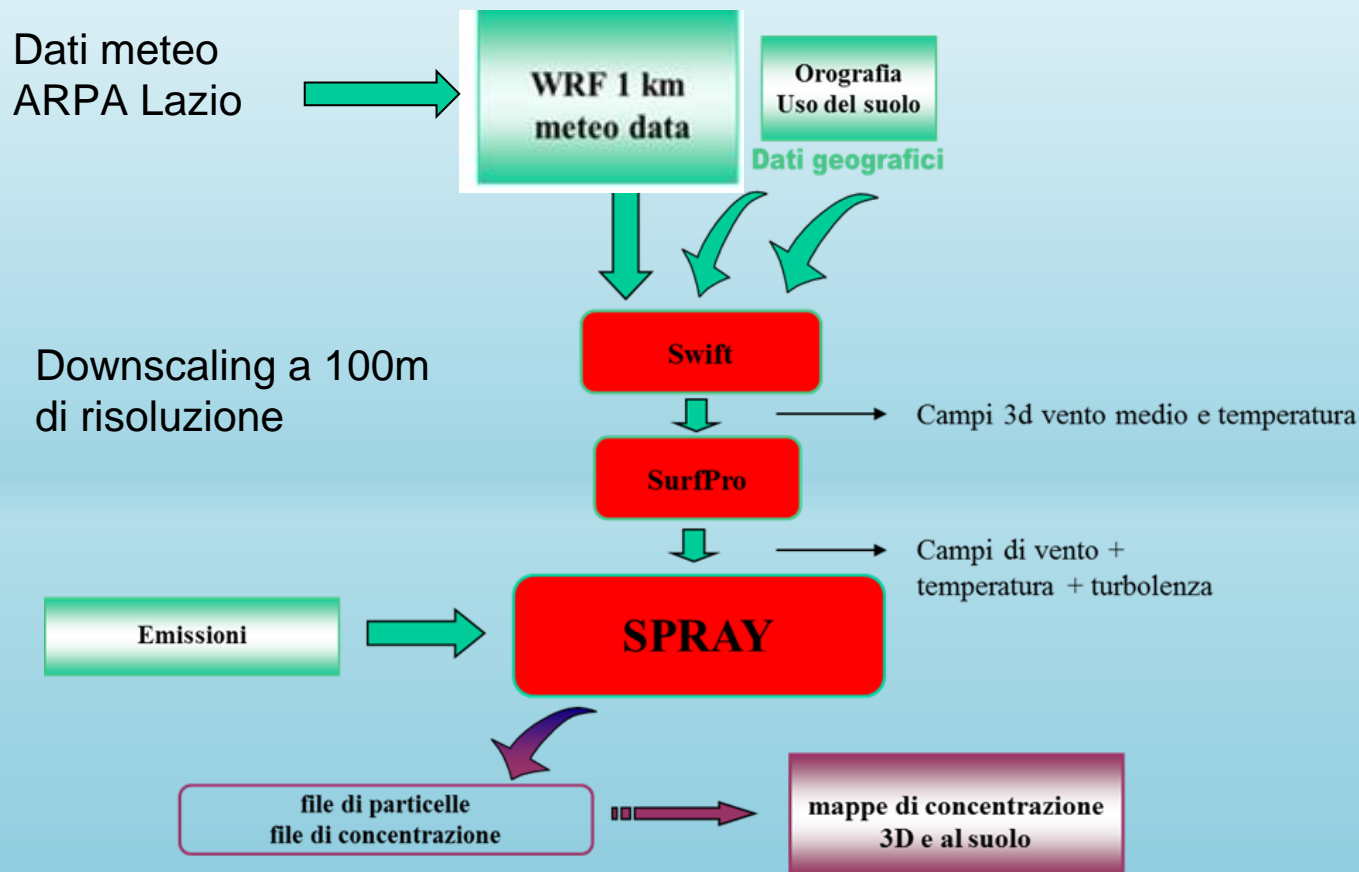 Dati meteo
ARPA Lazio
WRF 1 km
meteo data
Orografia
Uso del suolo
Dati geografici
Swift
Downscaling a 100m
di risoluzione
Campi 3d vento medio e temperatura
SurfPro
Campi di vento +
temperatura + turbolenza
Emissioni
SPRAY
file di particelle
file di concentrazione
mappe di concentrazione
3D e al suolo